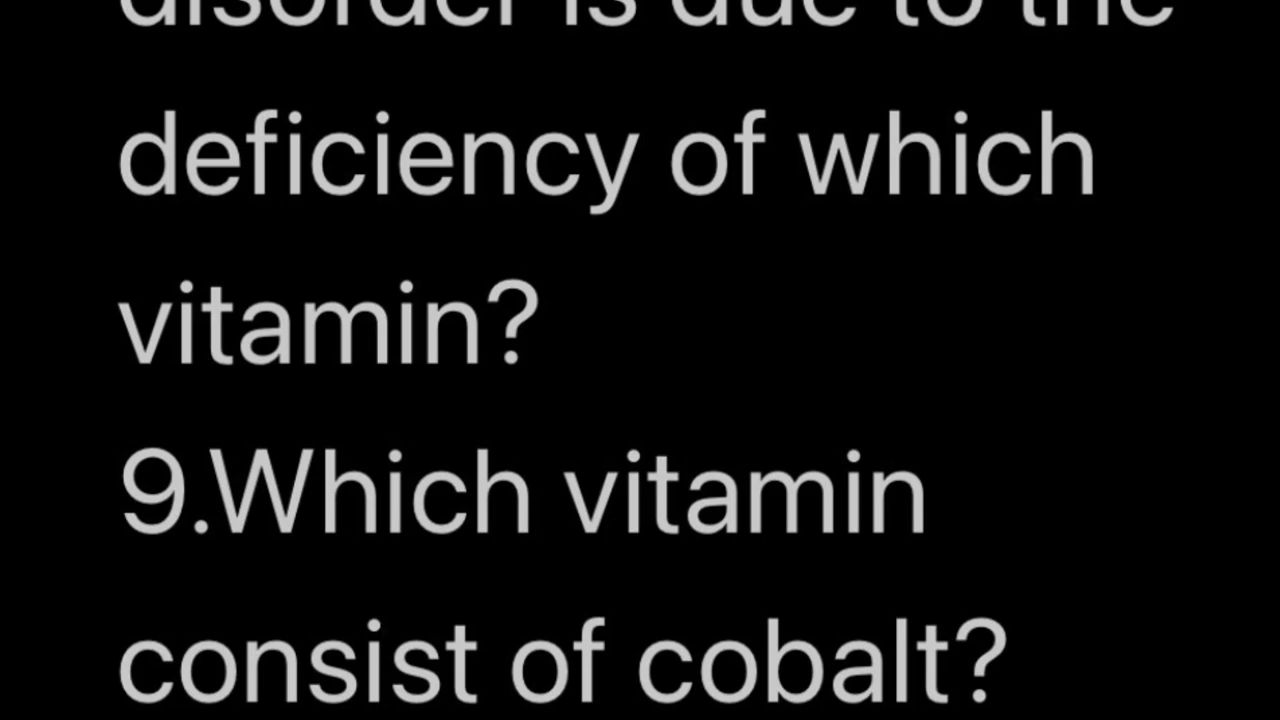 disorder is due to the
deficiency of which
vitamin?
9.Which vitamin
consist of cobalt?